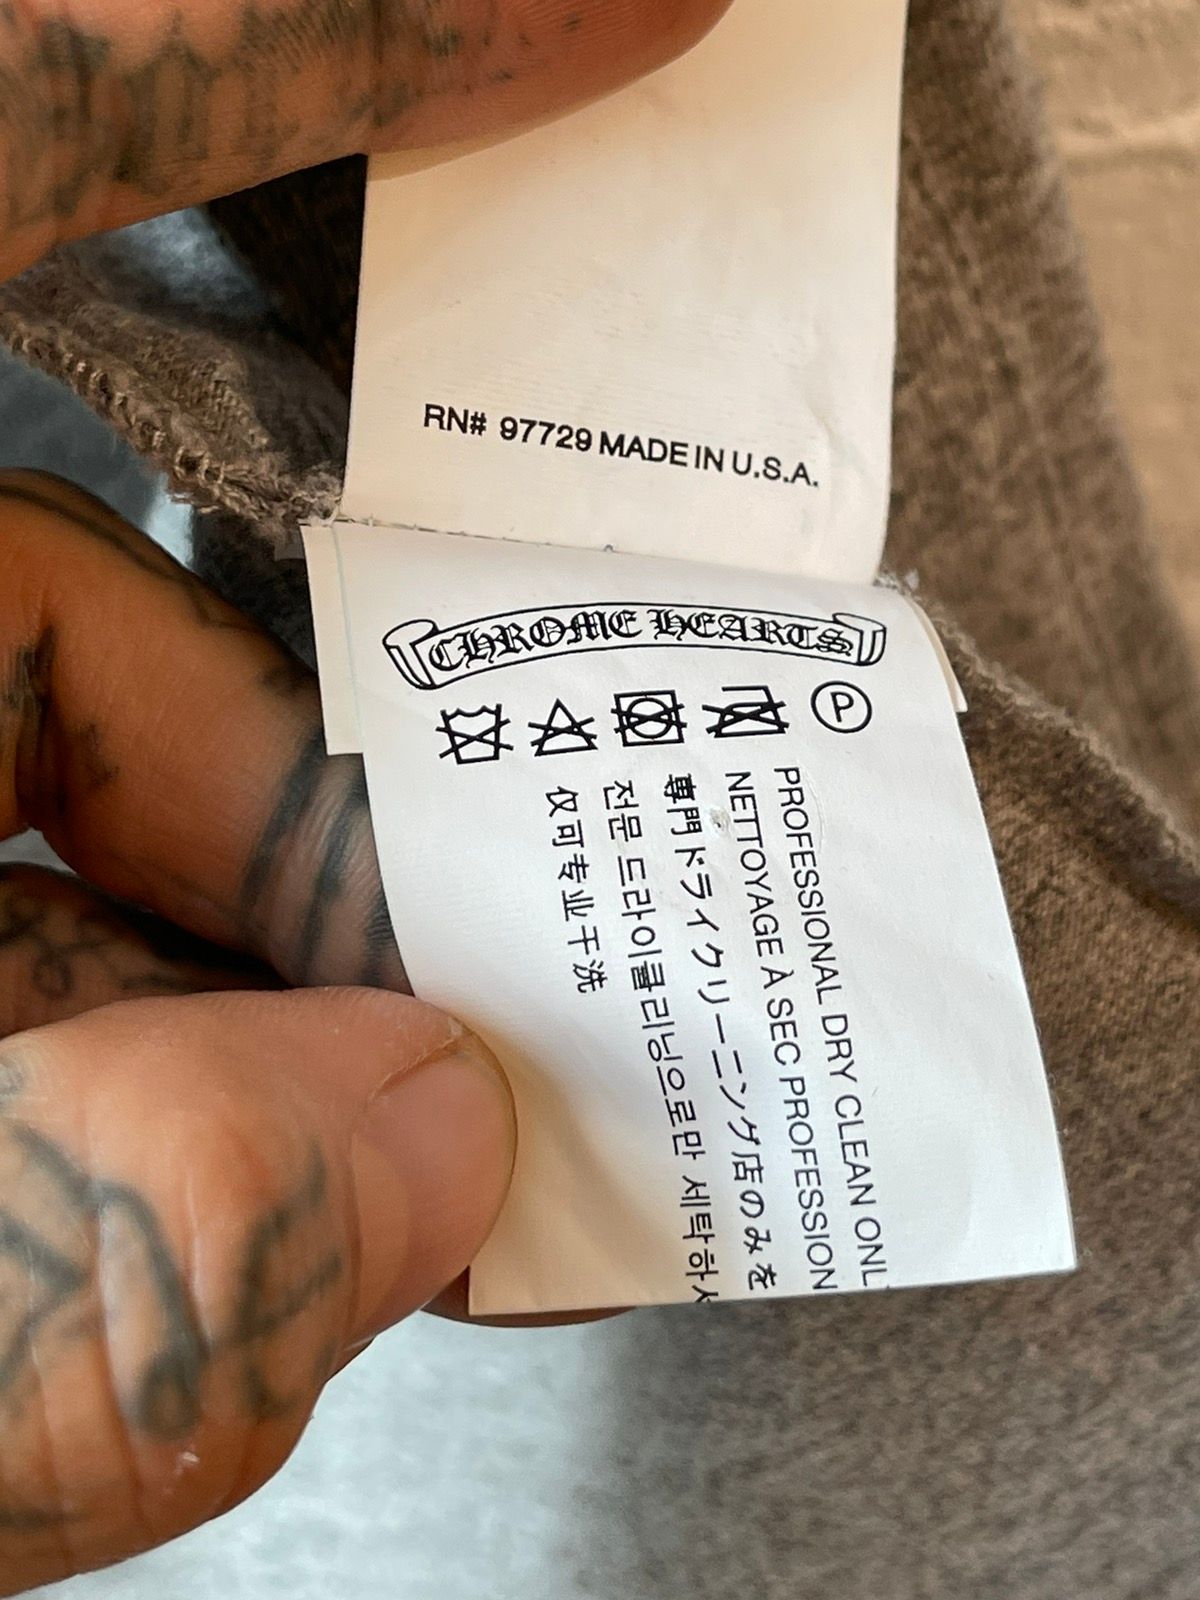 RN# 97729 MADE IN U.S.A.
CHROME HEARTS
P
PROFESSIONAL DRY CLEAN ONL
NETTOYAGE À SEC PROFESSION
専門ドライクリーニング店のみを
전문 드라이클리닝으로만 세탁하
仅可专业干洗